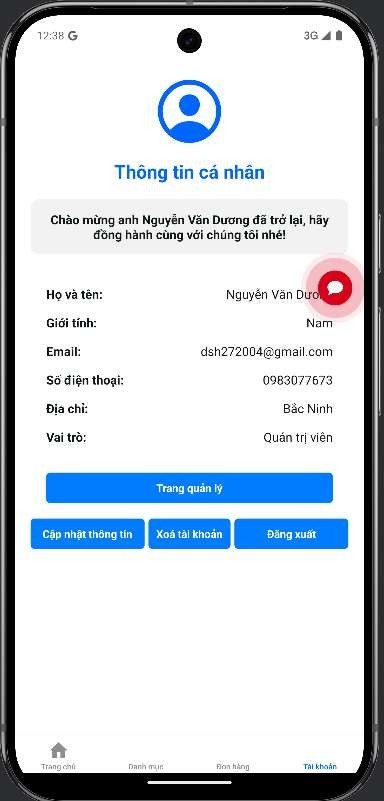 12:38 G
3G
Thông tin cá nhân
Chào mừng anh Nguyễn Văn Dương đã trở lại, hãy
đồng hành cùng với chúng tôi nhé!
Họ và tên: Nguyễn Văn
Giới tính: Nam
Email: dsh272004@gmail.com
Số điện thoại: 0983077673
Địa chỉ: Bắc Ninh
Vai trò: Quản trị viên
Trang quản lý
Cập nhật thông tin Xoá tài khoản Đăng xuất
Trang chủ Danh mục Đơn hàng Tài khoản